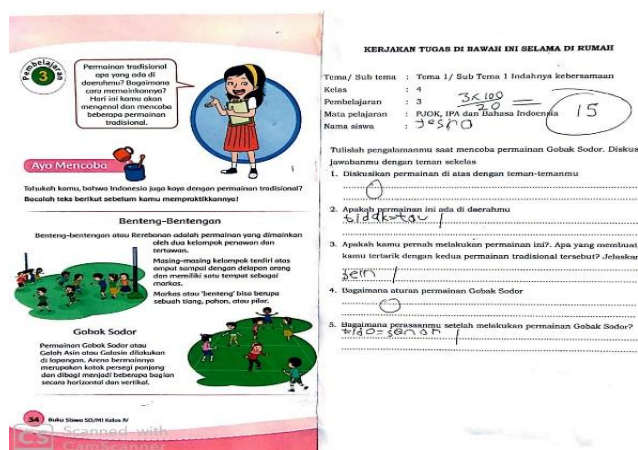 Pembelajaran
3
Permainan tradisional
apa yang ada di
daerahmu? Bagaimana
cara memainkannya?
Hari ini kamu akan
mengenal dan mencoba
beberapa permainan
tradisional.
Ayo Mencoba
Tahukah kamu, bahwa Indonesia juga kaya dengan permainan tradisional?
Bacalah teks berikut sebelum kamu mempraktikkannya!
Benteng-Bentengan
Benteng-bentengan atau Rerebonan adalah permainan yang dimainkan
oleh dua kelompok penawan dan
tertawan.
Masing-masing kelompok terdiri atas
empat sampai dengan delapan orang
dan memiliki satu tempat sebagai
markas.
Markas atau 'benteng' bisa berupa
sebuah tiang, pohon, atau pilar.
Gobak Sodor
Permainan Gobak Sodor atau
Galah Asin atau Galasin dilakukan
di lapangan. Arena bermainnya
merupakan kotak persegi panjang
dan dibagi menjadi beberapa bagian
secara horizontal dan vertikal.
34 Buku Siswa SD/MI Kelas IV
CS Scanned with
CamScanner
KERJAKAN TUGAS DI BAWAH INI SELAMA DI RUMAH
Tema/ Sub tema : Tema 1/ Sub Tema 1 Indahnya kebersamaan
Kelas : 4
Pembelajaran : 3
3×100
20 = 15
Mata pelajaran : PJOK, IPA dan Bahasa Indoensia
Nama siswa :
Tulislah pengalamanmu saat mencoba permainan Gobak Sodor. Diskus
jawabanmu dengan teman sekelas
1. Diskusikan permainan di atas dengan teman-temanmu
0
2. Apakah permainan ini ada di daerahmu
tidak tau 1
3. Apakah kamu pernah melakukan permainan ini?. Apa yang membuat
kamu tertarik dengan kedua permainan tradisional tersebut? Jelaskan
1
4. Bagaimana aturan permainan Gobak Sodor
0
5. Bagaimana perasaanmu setelah melakukan permainan Gobak Sodor?
1